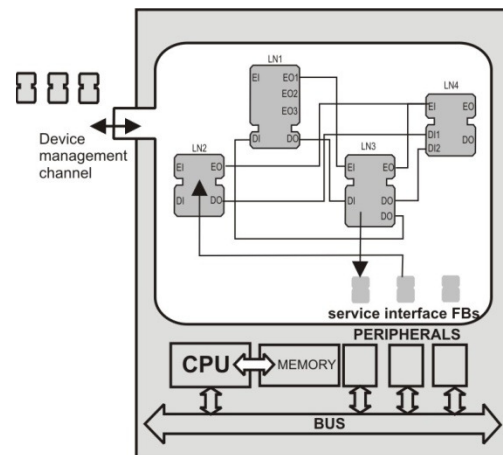 LN1
EI EO1
EO2
EO3
DI DO
LN4
EI EO
DI1 DO
DI2
Device
management
channel
LN2
EI EO
DI DO
LN3
EI EO
DI DO
DO
service interface FBs
PERIPHERALS
CPU
MEMORY
BUS